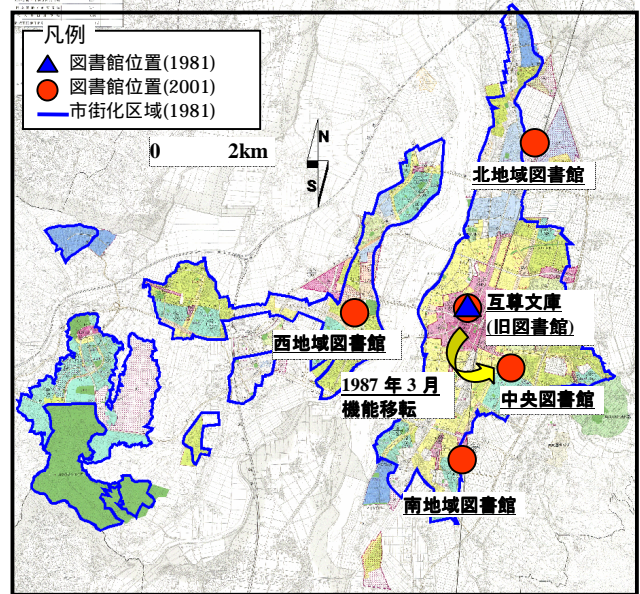 凡例
図書館位置(1981)
図書館位置(2001)
市街化区域(1981)
0 2km
N
S
北地域図書館
互尊文庫
(旧図書館)
西地域図書館
1987 年 3 月
機能移転
中央図書館
南地域図書館